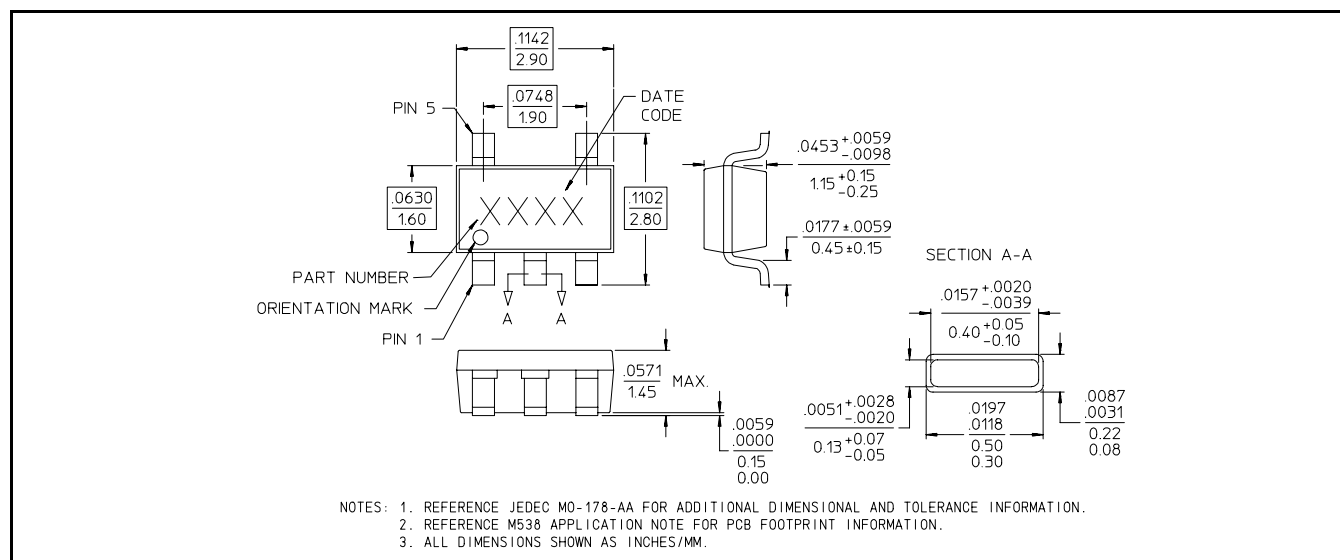 .1142
2.90
PIN 5
.0748
1.90
DATE
CODE
.0630
1.60
XXXX
.1102
2.80
PART NUMBER
ORIENTATION MARK
PIN 1
A A
.0453 +.0059
-.0098
1.15 +0.15
-0.25
.0177 ±.0059
0.45 ±0.15
.0571
1.45
MAX.
.0059
.0000
0.15
0.00
SECTION A-A
.0157 +.0020
-.0039
0.40 +0.05
-0.10
.0051 +.0028
-.0020
0.13 +0.07
-0.05
.0197
.0118
0.50
0.30
.0087
.0031
0.22
0.08
NOTES: 1. REFERENCE JEDEC MO-178-AA FOR ADDITIONAL DIMENSIONAL AND TOLERANCE INFORMATION.
2. REFERENCE M538 APPLICATION NOTE FOR PCB FOOTPRINT INFORMATION.
3. ALL DIMENSIONS SHOWN AS INCHES/MM.